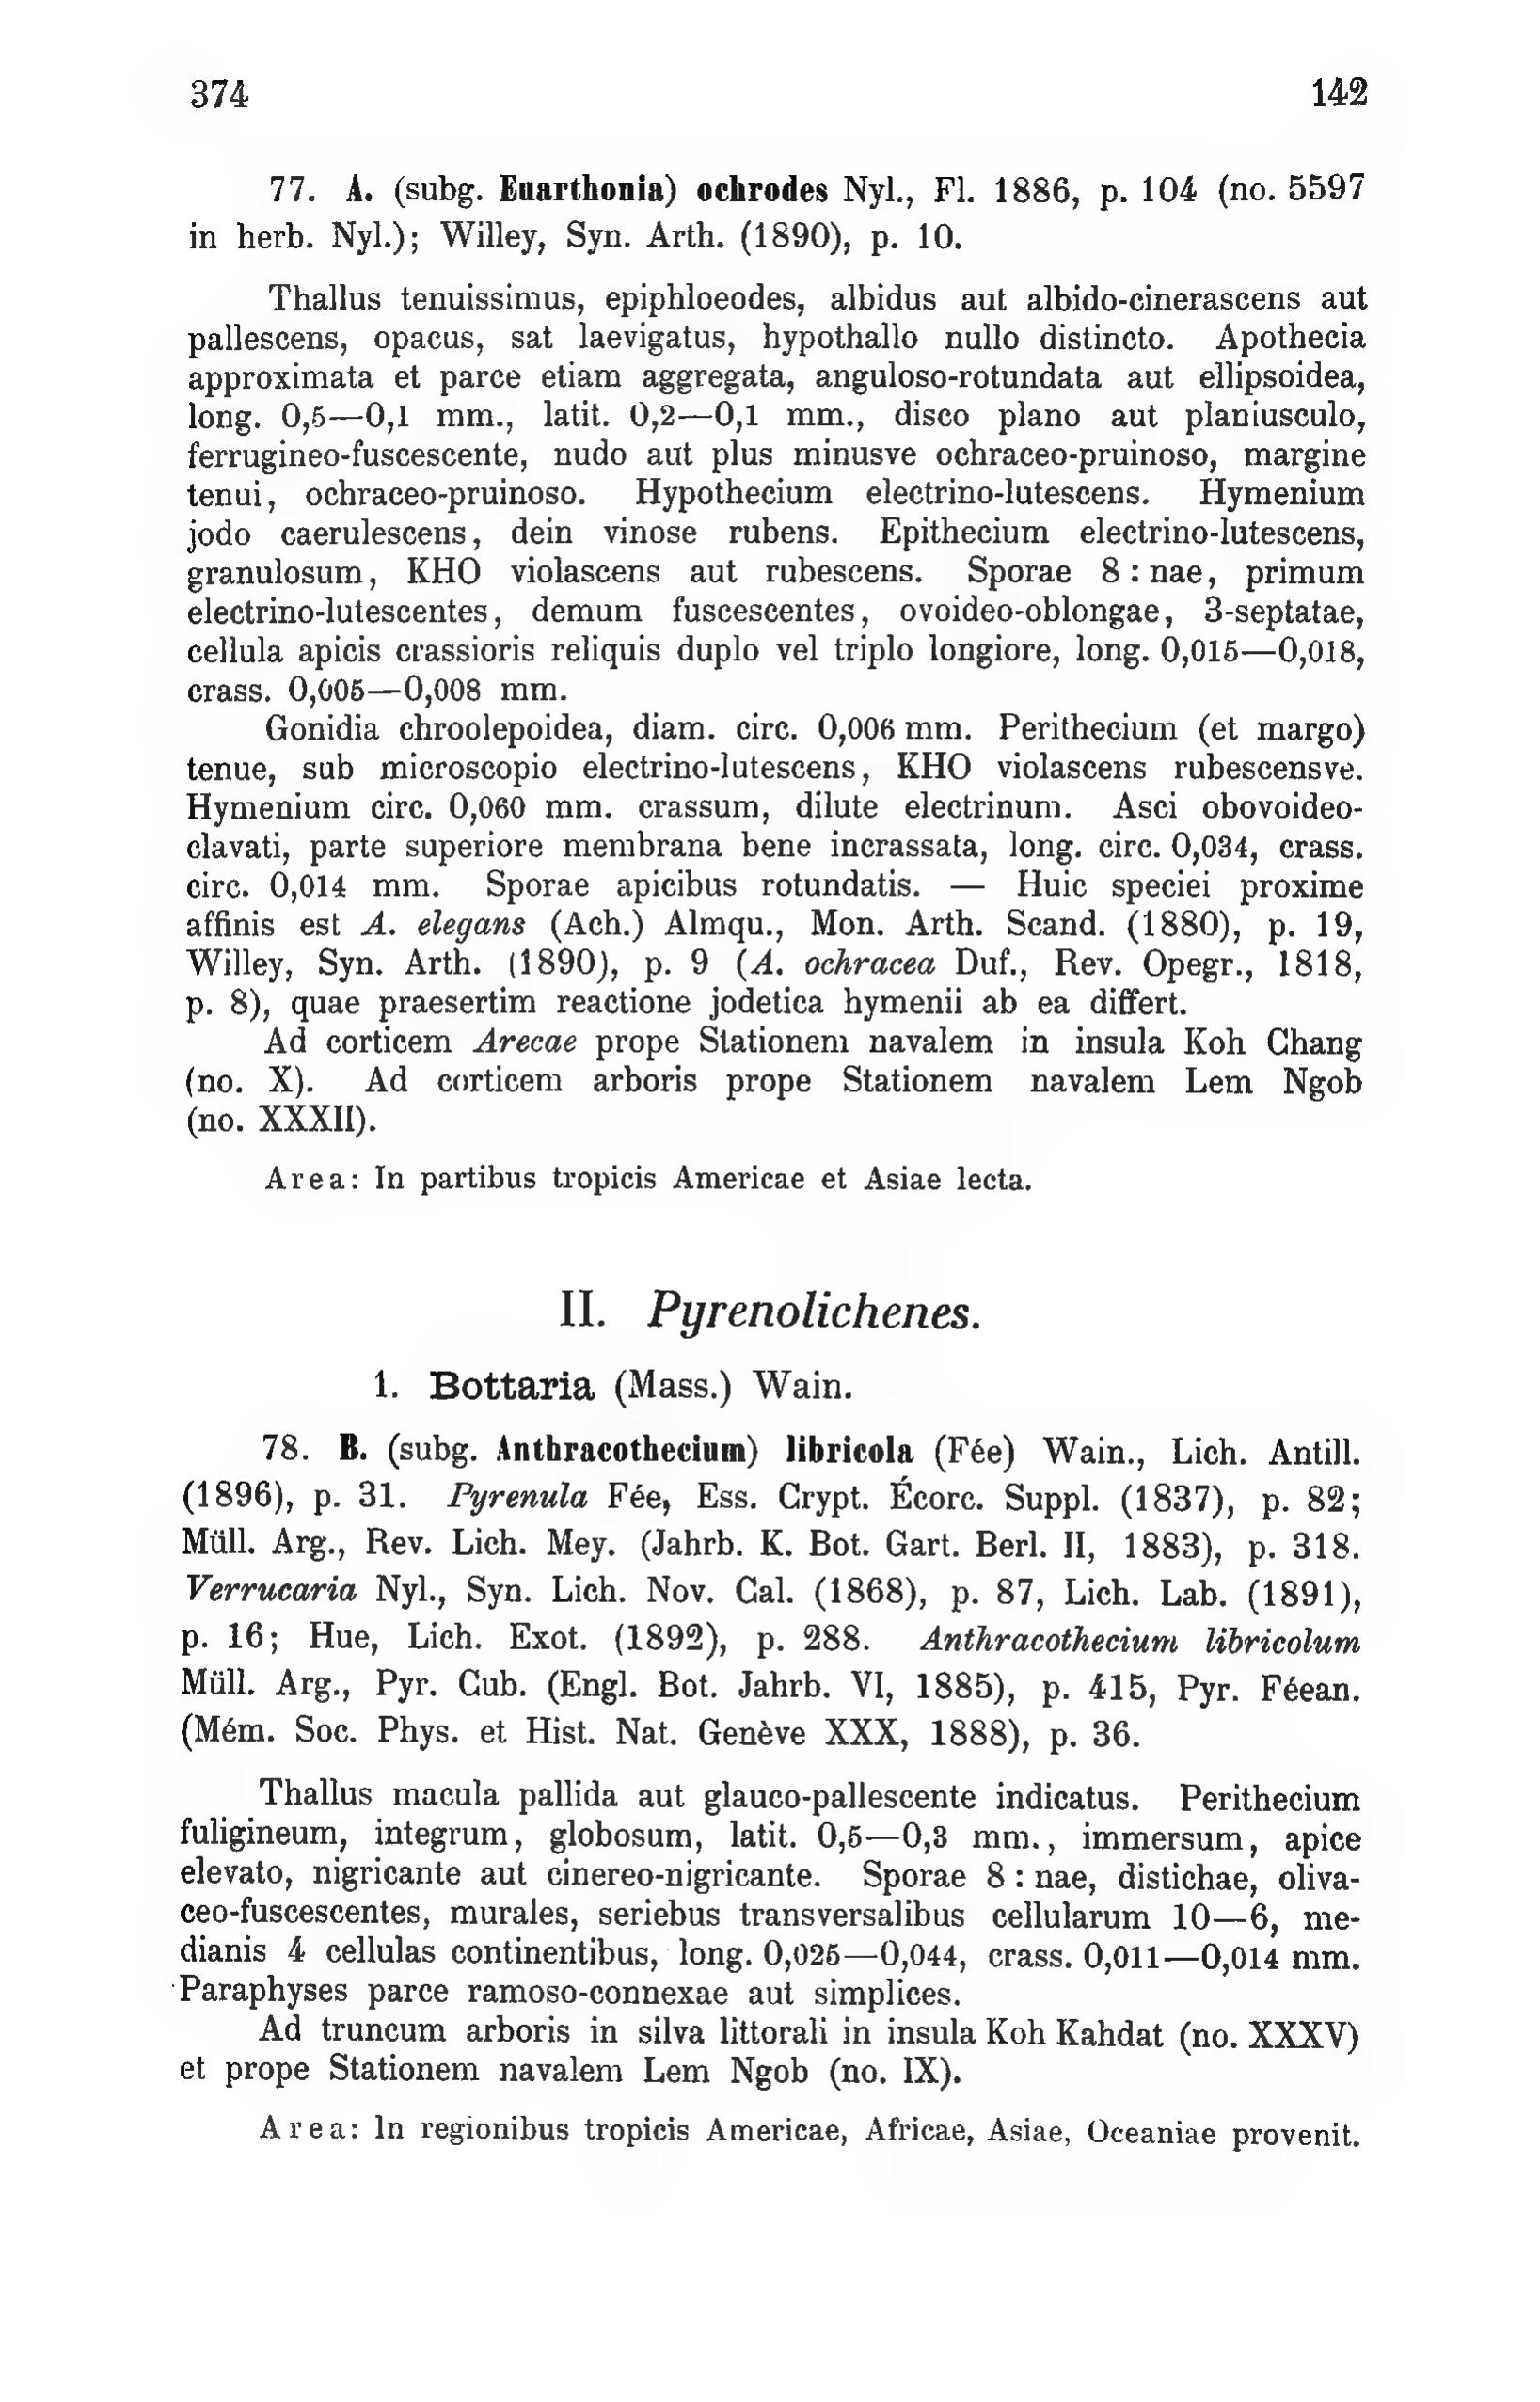 374 142
77. A. (subg. Euarthonia) ochrodes Nyl., Fl. 1886, p. 104 (no. 5597
in herb. Nyl.); Willey, Syn. Arth. (1890), p. 10.
Thallus tenuissimus, epiphloeodes, albidus aut albido-cinerascens aut
pallescens, opacus, sat laevigatus, hypothallo nullo distincto. Apothecia
approximata et parce etiam aggregata, anguloso-rotundata aut ellipsoidea,
long. 0,5—0,1 mm., latit. 0,2—0,1 mm., disco plano aut planiusculo,
ferrugineo-fuscescente, nudo aut plus minusve ochraceo-pruinoso, margine
tenui, ochraceo-pruinoso. Hypothecium electrino-lutescens. Hymenium
jodo caerulescens, dein vinose rubens. Epithecium electrino-lutescens,
granulosum, KHO violascens aut rubescens. Sporae 8 : nae, primum
electrino-lutescentes, demum fuscescentes, ovoideo-oblongae, 3-septatae,
cellula apicis crassioris reliquis duplo vel triplo longiore, long. 0,015—0,018,
crass. 0,005—0,008 mm.
Gonidia chroolepoidea, diam. circ. 0,006 mm. Perithecium (et margo)
tenue, sub microscopio electrino-lutescens, KHO violascens rubescensve.
Hymenium circ. 0,060 mm. crassum, dilute electrinum. Asci obovoideo-
clavati, parte superiore membrana bene incrassata, long. circ. 0,034, crass.
circ. 0,014 mm. Sporae apicibus rotundatis. — Huic speciei proxime
affinis est A. elegans (Ach.) Almqu., Mon. Arth. Scand. (1880), p. 19,
Willey, Syn. Arth. (1890), p. 9 (A. ochracea Duf., Rev. Opegr., 1818,
p. 8), quae praesertim reactione jodetica hymenii ab ea differt.
Ad corticem Arecae prope Stationem navalem in insula Koh Chang
(no. X). Ad corticem arboris prope Stationem navalem Lem Ngob
(no. XXXII).
Area: In partibus tropicis Americae et Asiae lecta.
II. Pyrenolichenes.
1. Bottaria (Mass.) Wain.
78. B. (subg. Anthracothecium) libricola (Fée) Wain., Lich. Antill.
(1896), p. 31. Pyrenula Fée, Ess. Crypt. Écorc. Suppl. (1837), p. 82;
Müll. Arg., Rev. Lich. Mey. (Jahrb. K. Bot. Gart. Berl. II, 1883), p. 318.
Verrucaria Nyl., Syn. Lich. Nov. Cal. (1868), p. 87, Lich. Lab. (1891),
p. 16; Hue, Lich. Exot. (1892), p. 288. Anthracothecium libricolum
Müll. Arg., Pyr. Cub. (Engl. Bot. Jahrb. VI, 1885), p. 415, Pyr. Féean.
(Mém. Soc. Phys. et Hist. Nat. Genève XXX, 1888), p. 36.
Thallus macula pallida aut glauco-pallescente indicatus. Perithecium
fuligineum, integrum, globosum, latit. 0,5—0,3 mm., immersum, apice
elevato, nigricante aut cinereo-nigricante. Sporae 8 : nae, distichae, oliva-
ceo-fuscescentes, murales, seriebus transversalibus cellularum 10—6, me-
dianis 4 cellulas continentibus, long. 0,025—0,044, crass. 0,011—0,014 mm.
Paraphyses parce ramoso-connexae aut simplices.
Ad truncum arboris in silva littorali in insula Koh Kahdat (no. XXXV)
et prope Stationem navalem Lem Ngob (no. IX).
Area: In regionibus tropicis Americae, Africae, Asiae, Oceaniae provenit.